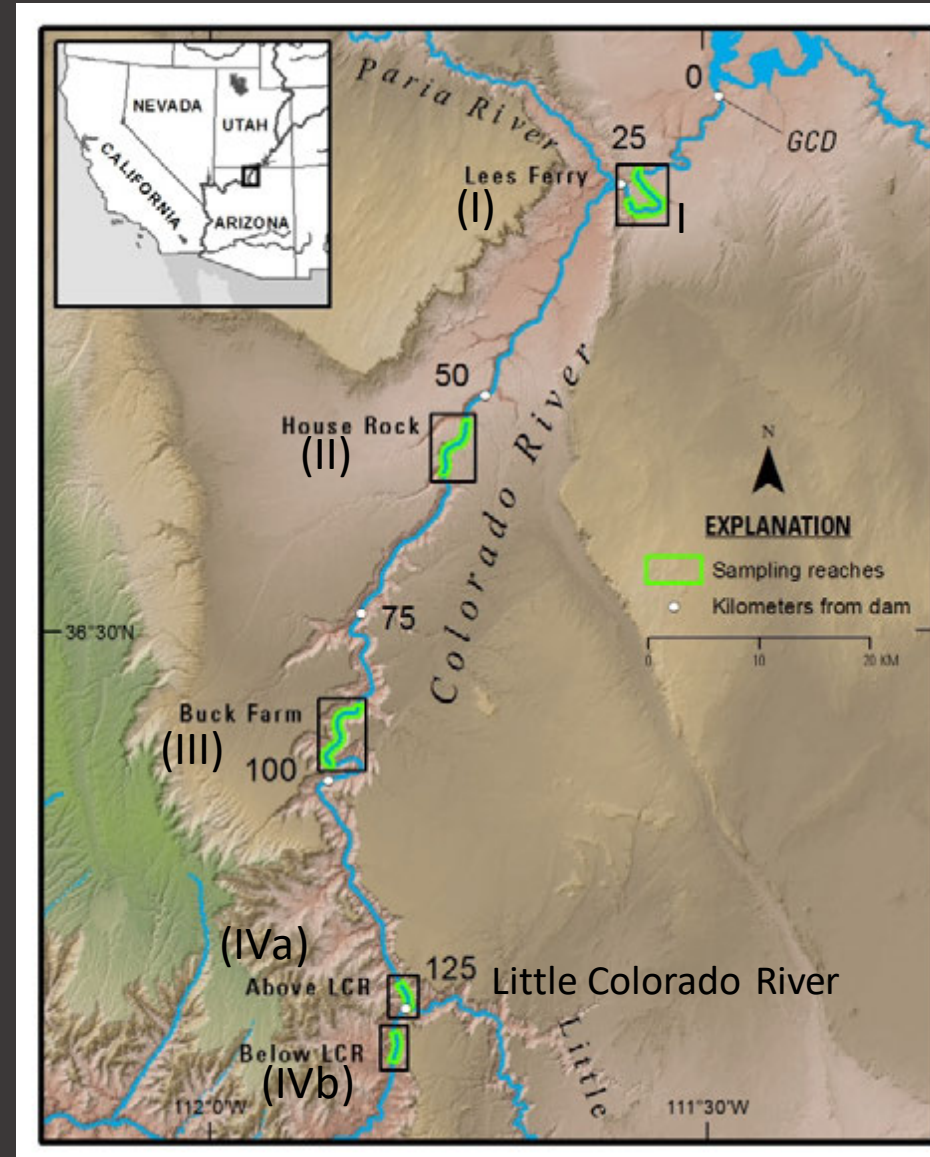 NEVADA
UTAH
CALIFORNIA
ARIZONA
Paria River
0
GCD
25
Lees Ferry
(I)
I
50
House Rock
(II)
Colorado River
N
EXPLANATION
Sampling reaches
Kilometers from dam
0 10 20 KM
36°30'N
75
Buck Farm
(III)
100
(IVa)
125
Above LCR
Little Colorado River
Little
Below LCR
(IVb)
112°0'W
111°30'W